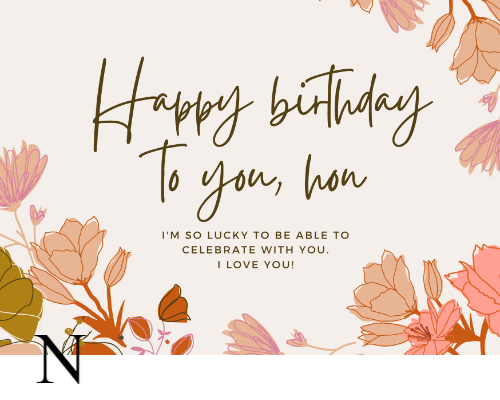 Happy birthday
to you, hon
I'M SO LUCKY TO BE ABLE TO
CELEBRATE WITH YOU.
I LOVE YOU!
N